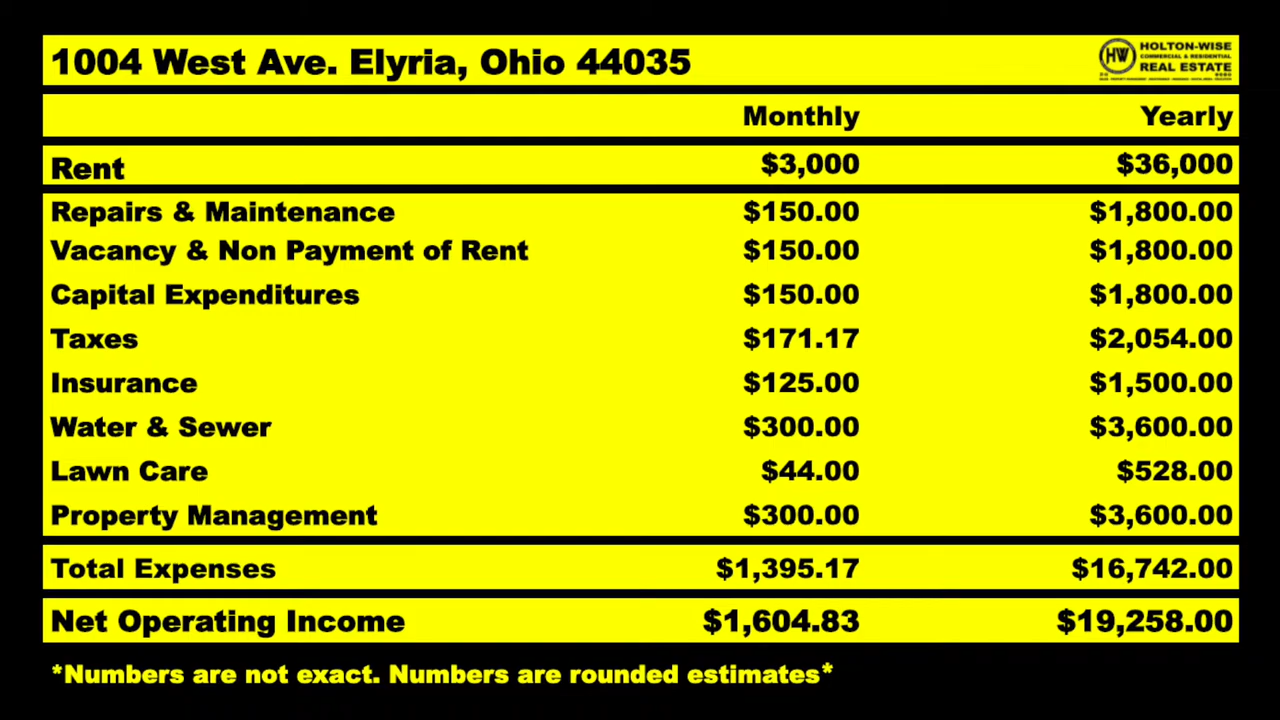 1004 West Ave. Elyria, Ohio 44035
HW
HOLTON-WISE
COMMERCIAL & RESIDENTIAL
REAL ESTATE
Monthly Yearly
Rent $3,000 $36,000
Repairs & Maintenance $150.00 $1,800.00
Vacancy & Non Payment of Rent $150.00 $1,800.00
Capital Expenditures $150.00 $1,800.00
Taxes $171.17 $2,054.00
Insurance $125.00 $1,500.00
Water & Sewer $300.00 $3,600.00
Lawn Care $44.00 $528.00
Property Management $300.00 $3,600.00
Total Expenses $1,395.17 $16,742.00
Net Operating Income $1,604.83 $19,258.00
*Numbers are not exact. Numbers are rounded estimates*